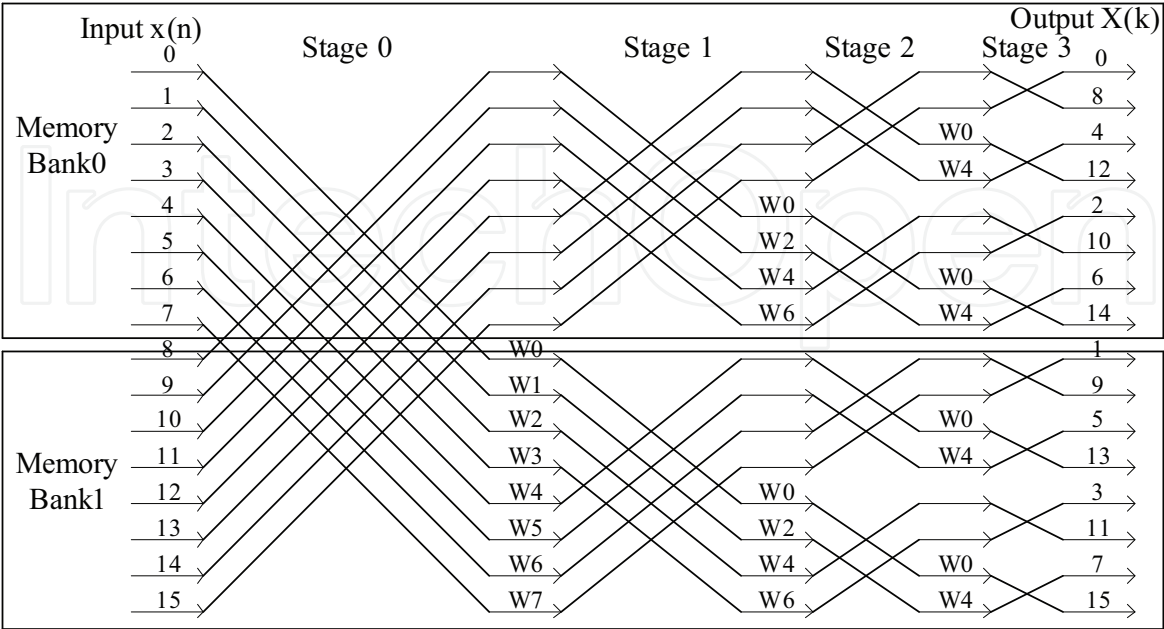 Input x(n)
Output X(k)
Stage 0
Stage 1
Stage 2
Stage 3
0
0
1
8
Memory
Bank0
2
W0
4
3
W4
12
4
W0
2
5
W2
10
6
W4
W0
6
7
W6
W4
14
8
W0
1
9
W1
9
10
W2
W0
5
Memory
Bank1
11
W3
W4
13
12
W4
W0
3
13
W5
W2
11
14
W6
W4
W0
7
15
W7
W6
W4
15
IntechOpen